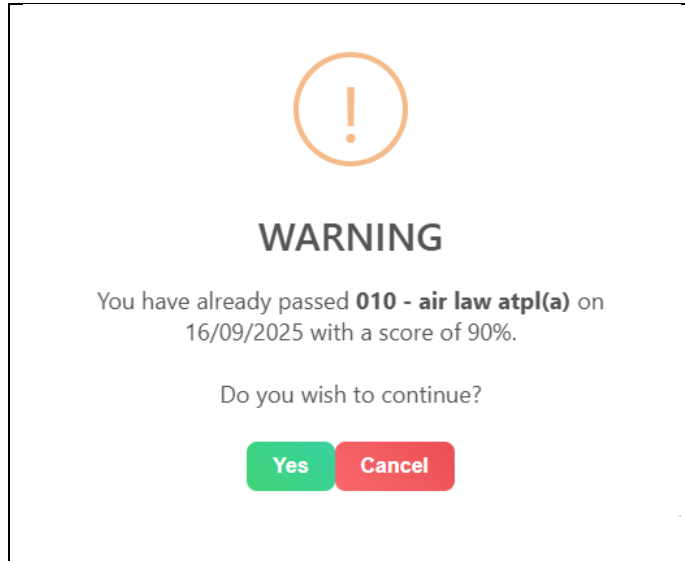 !
WARNING
You have already passed 010 - air law atpl(a) on
16/09/2025 with a score of 90%.
Do you wish to continue?
Yes Cancel